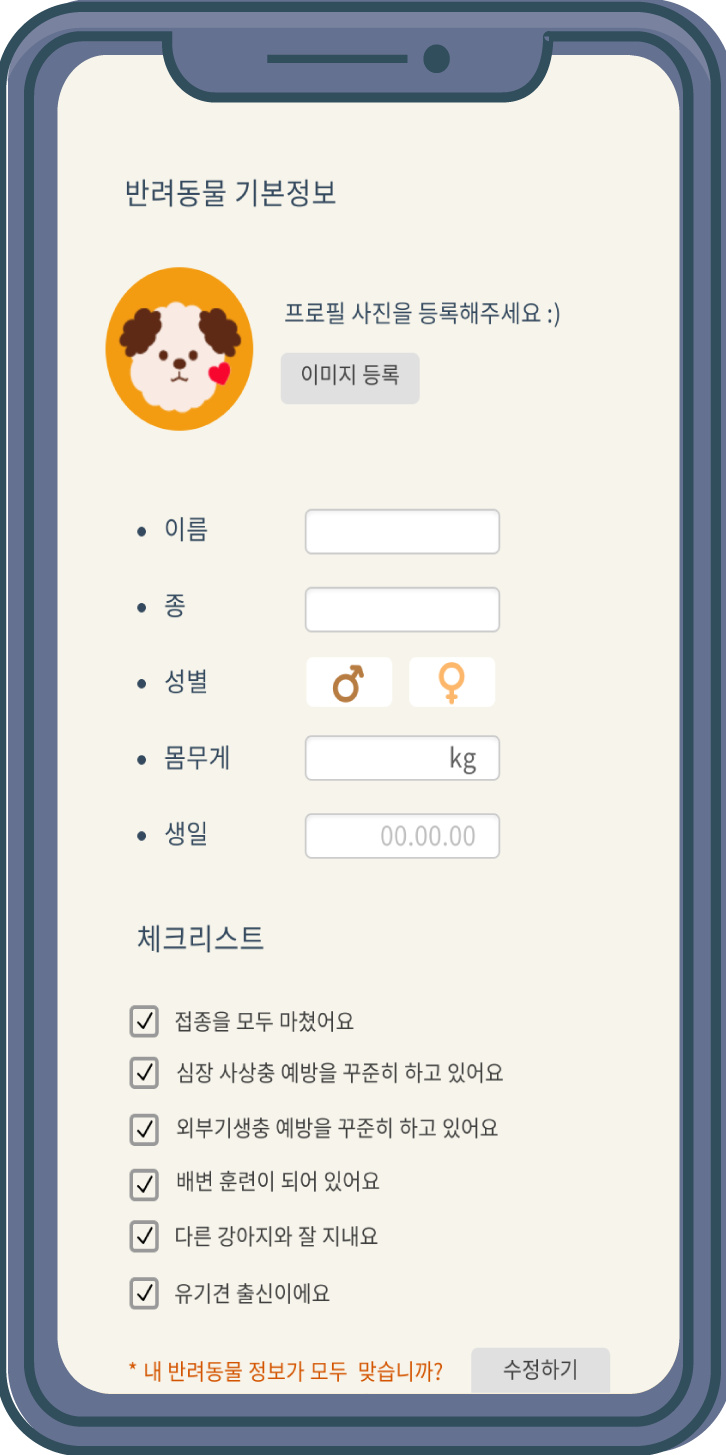 반려동물 기본정보
프로필 사진을 등록해주세요 :)
이미지 등록
• 이름
• 종
• 성별 ♂ ♀
• 몸무게 kg
• 생일 00.00.00
체크리스트
접종을 모두 마쳤어요
심장 사상충 예방을 꾸준히 하고 있어요
외부기생충 예방을 꾸준히 하고 있어요
배변 훈련이 되어 있어요
다른 강아지와 잘 지내요
유기견 출신이에요
* 내 반려동물 정보가 모두 맞습니까? 수정하기